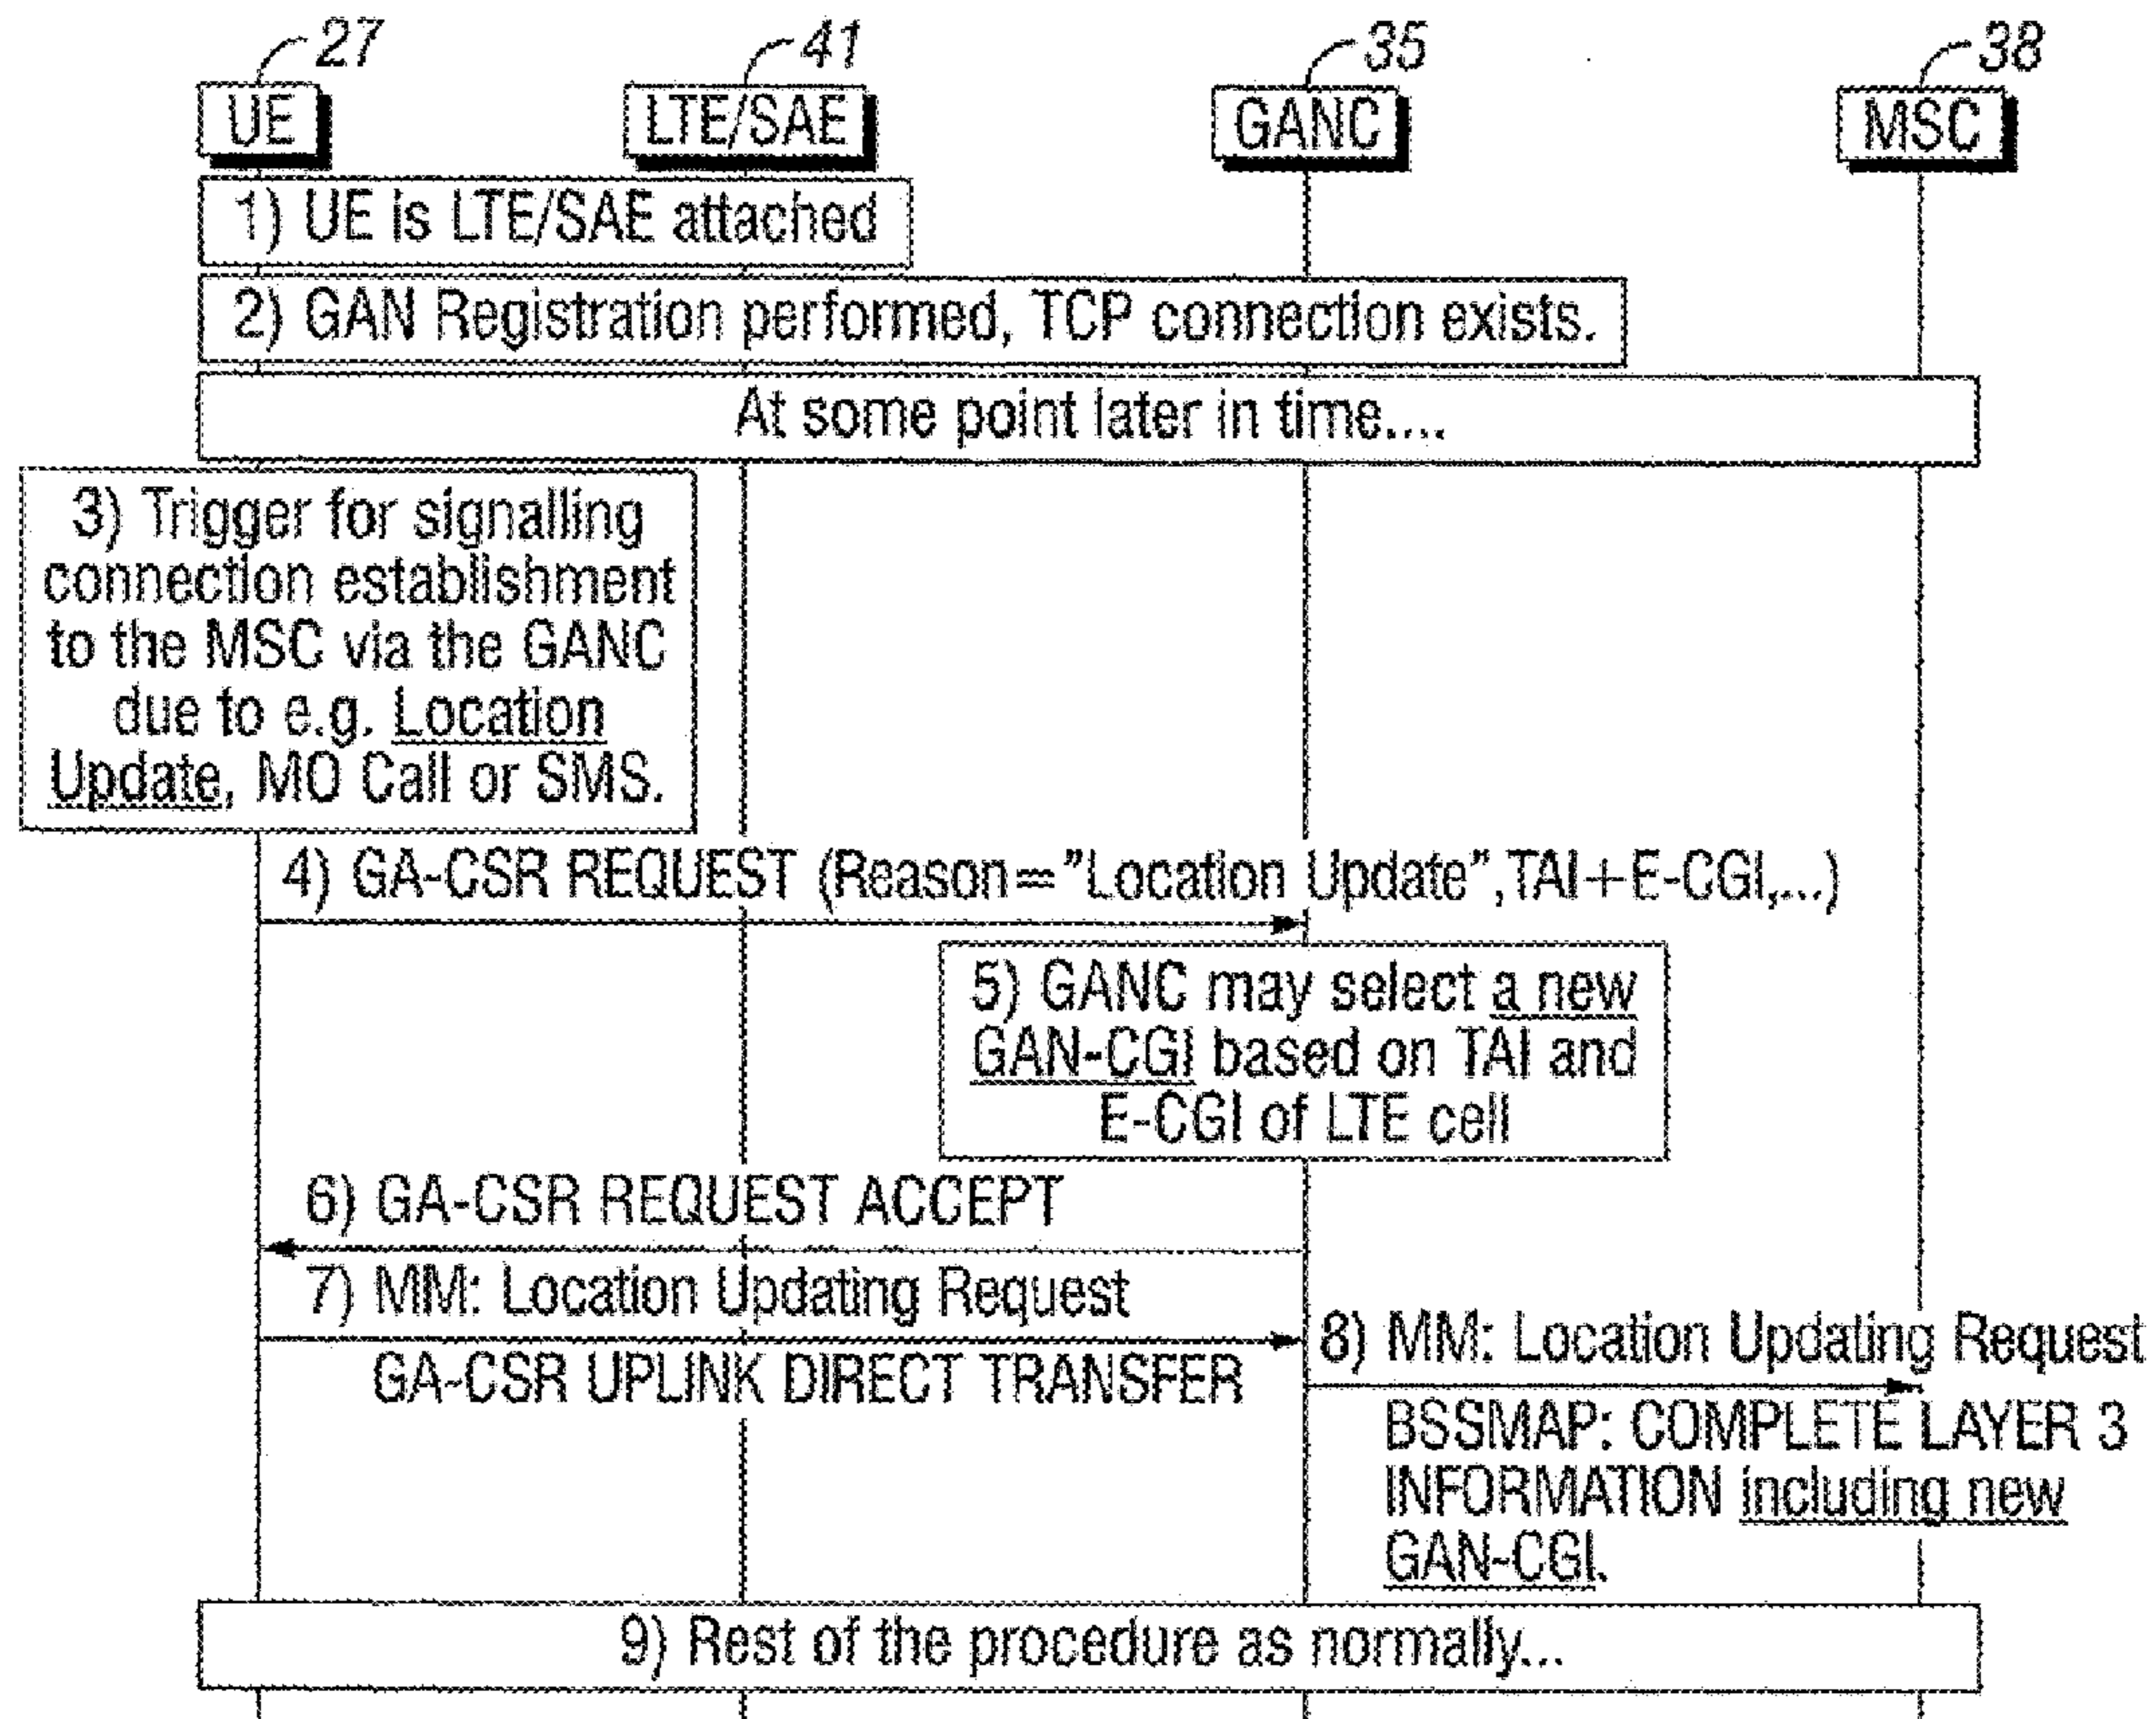 27 41 35 38
UE LTE/SAE GANC MSC
1) UE is LTE/SAE attached
2) GAN Registration performed, TCP connection exists.
At some point later in time....
3) Trigger for signalling
connection establishment
to the MSC via the GANC
due to e.g. Location
Update, MO Call or SMS.
4) GA-CSR REQUEST (Reason="Location Update",TAI+E-CGI,...)
5) GANC may select a new
GAN-CGI based on TAI and
E-CGI of LTE cell
6) GA-CSR REQUEST ACCEPT
7) MM: Location Updating Request
GA-CSR UPLINK DIRECT TRANSFER
8) MM: Location Updating Request
BSSMAP: COMPLETE LAYER 3
INFORMATION including new
GAN-CGI.
9) Rest of the procedure as normally...